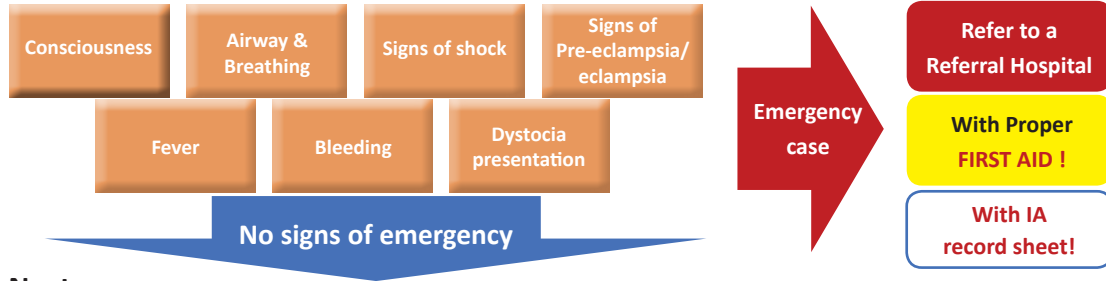 Consciousness
Airway &
Breathing
Signs of shock
Signs of
Pre-eclampsia/
eclampsia
Fever
Bleeding
Dystocia
presentation
No signs of emergency
Emergency
case
Refer to a
Referral Hospital
With Proper
FIRST AID !
With IA
record sheet!